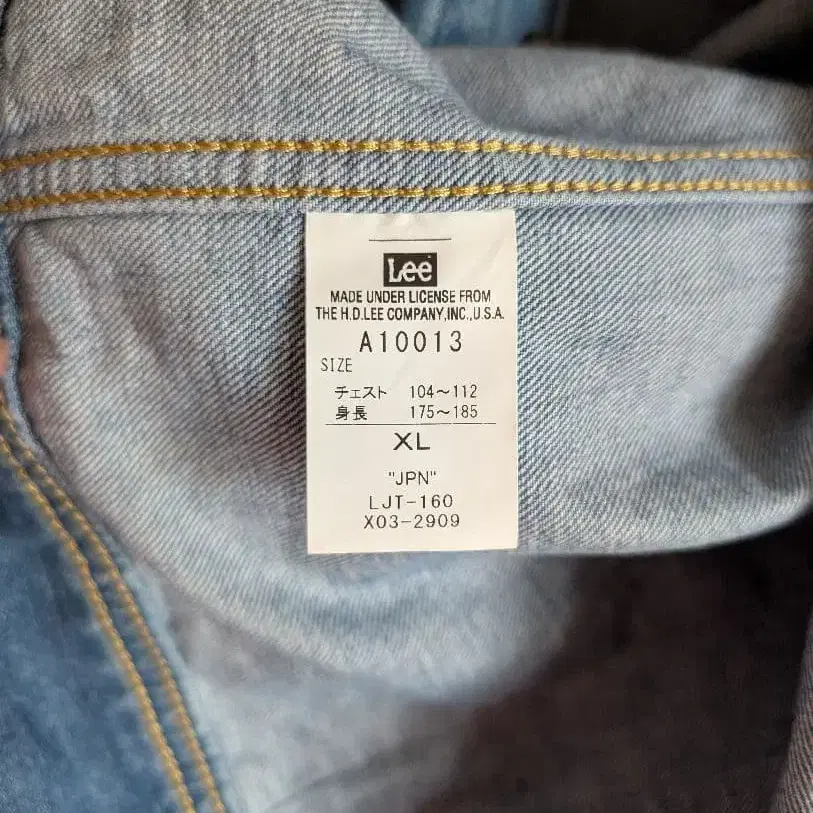 Lee
MADE UNDER LICENSE FROM
THE H.D.LEE COMPANY,INC.,U.S.A.
A10013
SIZE
チェスト 104～112
身長 175～185
XL
"JPN"
LJT-160
X03-2909